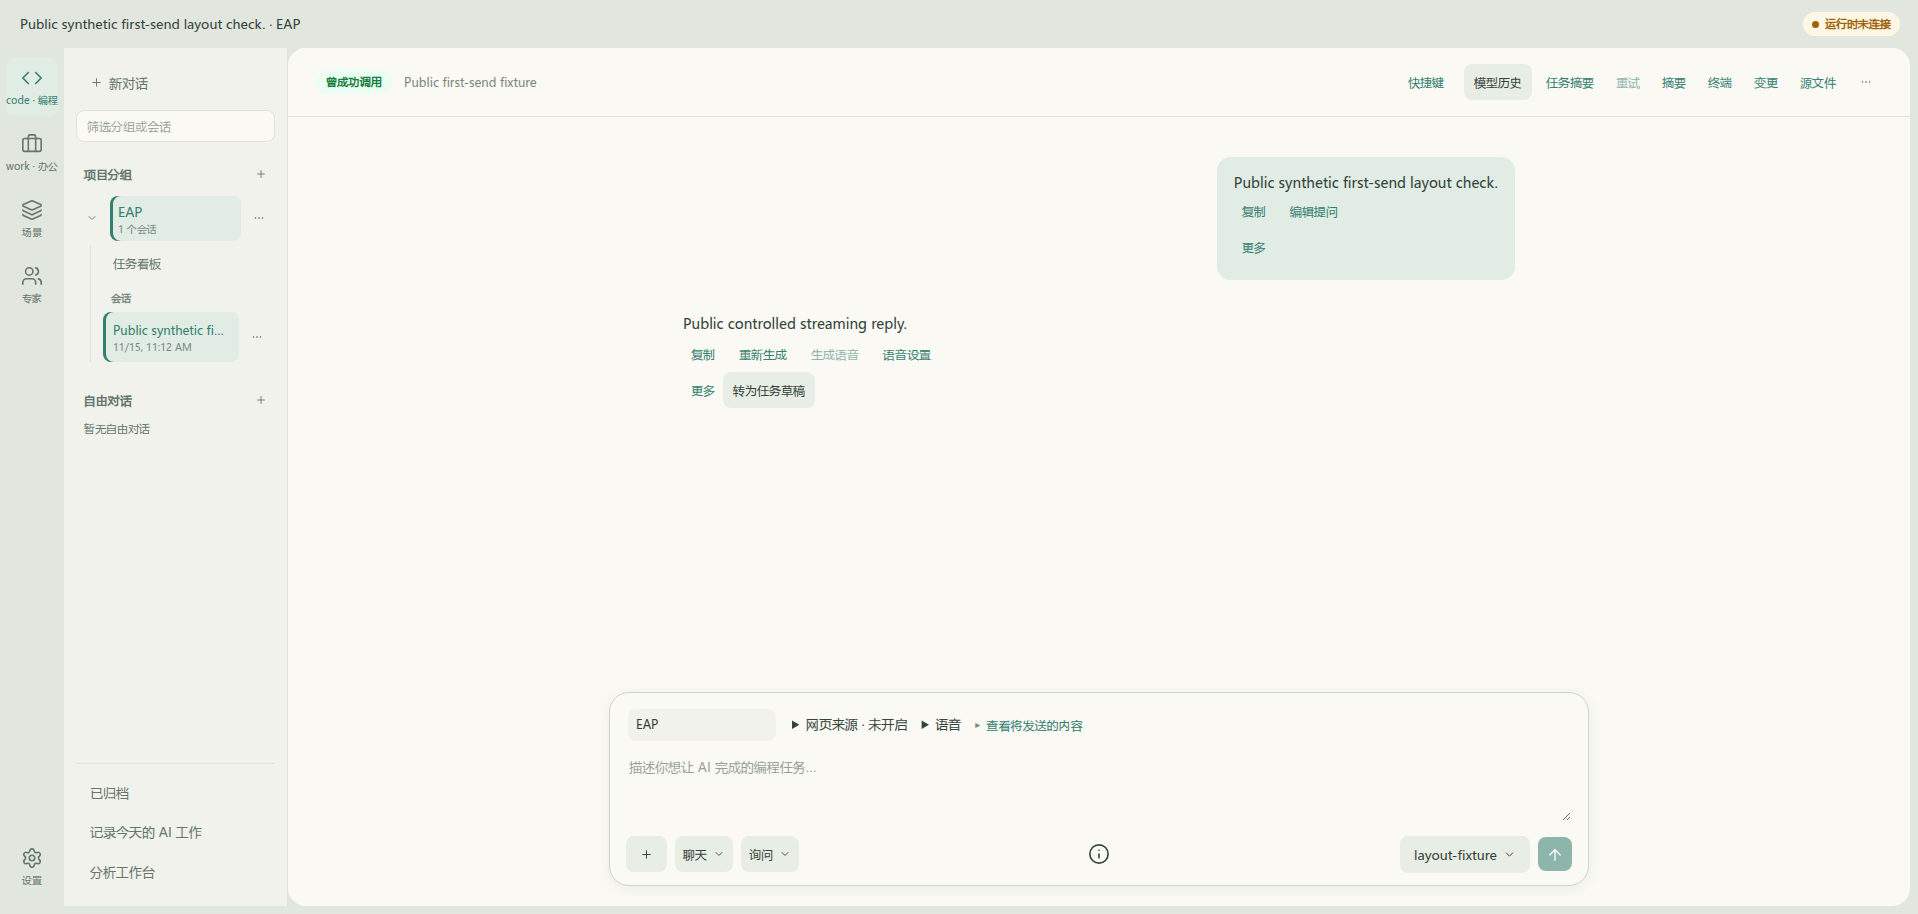 Public synthetic first-send layout check. · EAP
运行时未连接
code · 编程
work · 办公
场景
专家
设置
+ 新对话
筛选分组或会话
项目分组 +
EAP ...
1 个会话
任务看板
会话
Public synthetic fi... ...
11/15, 11:12 AM
自由对话 +
暂无自由对话
已归档
记录今天的 AI 工作
分析工作台
曾成功调用 Public first-send fixture
快捷键 模型历史 任务摘要 重试 摘要 终端 变更 源文件 ...
Public synthetic first-send layout check.
复制 编辑提问
更多
Public controlled streaming reply.
复制 重新生成 生成语音 语音设置
更多 转为任务草稿
EAP ▶ 网页来源 · 未开启 ▶ 语音 ▸ 查看将发送的内容
描述你想让 AI 完成的编程任务...
+ 聊天 询问 layout-fixture